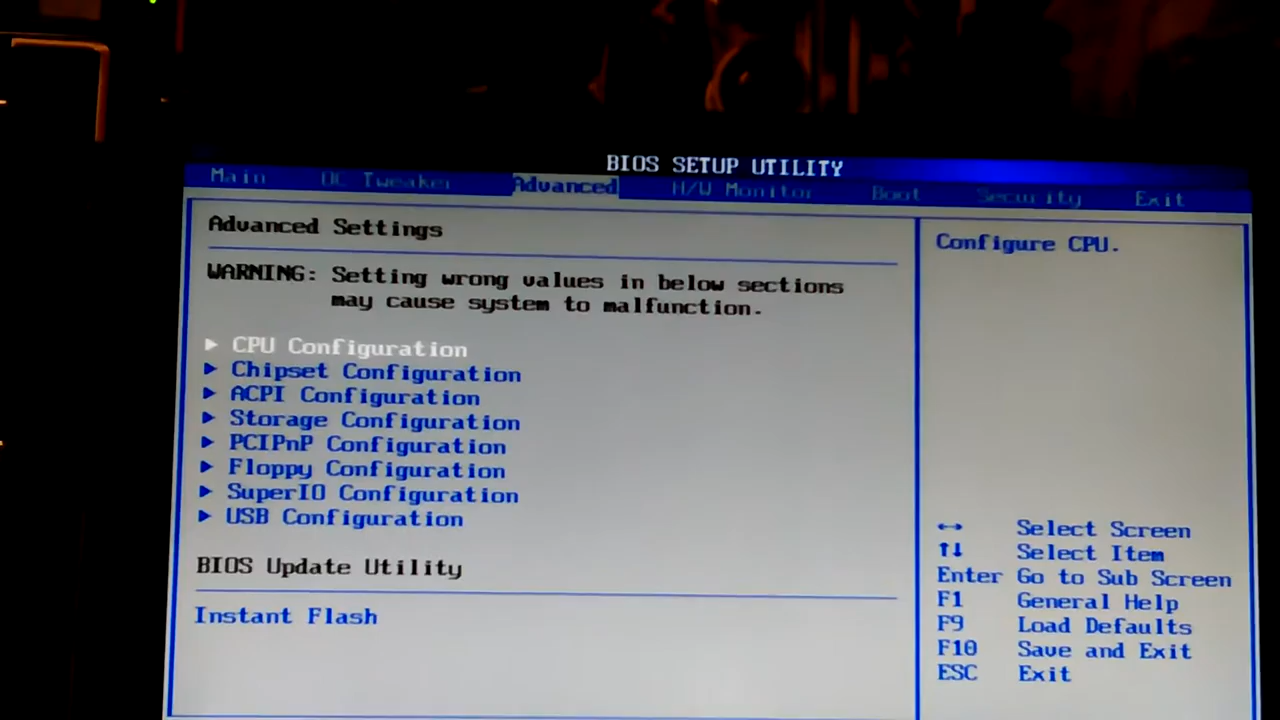 BIOS SETUP UTILITY
Main OC Tweaker Advanced H/W Monitor Boot Security Exit
Advanced Settings
WARNING: Setting wrong values in below sections
may cause system to malfunction.
► CPU Configuration
► Chipset Configuration
► ACPI Configuration
► Storage Configuration
► PCIPnP Configuration
► Floppy Configuration
► SuperIO Configuration
► USB Configuration
BIOS Update Utility
Instant Flash
Configure CPU.
↔ Select Screen
↑↓ Select Item
Enter Go to Sub Screen
F1 General Help
F9 Load Defaults
F10 Save and Exit
ESC Exit